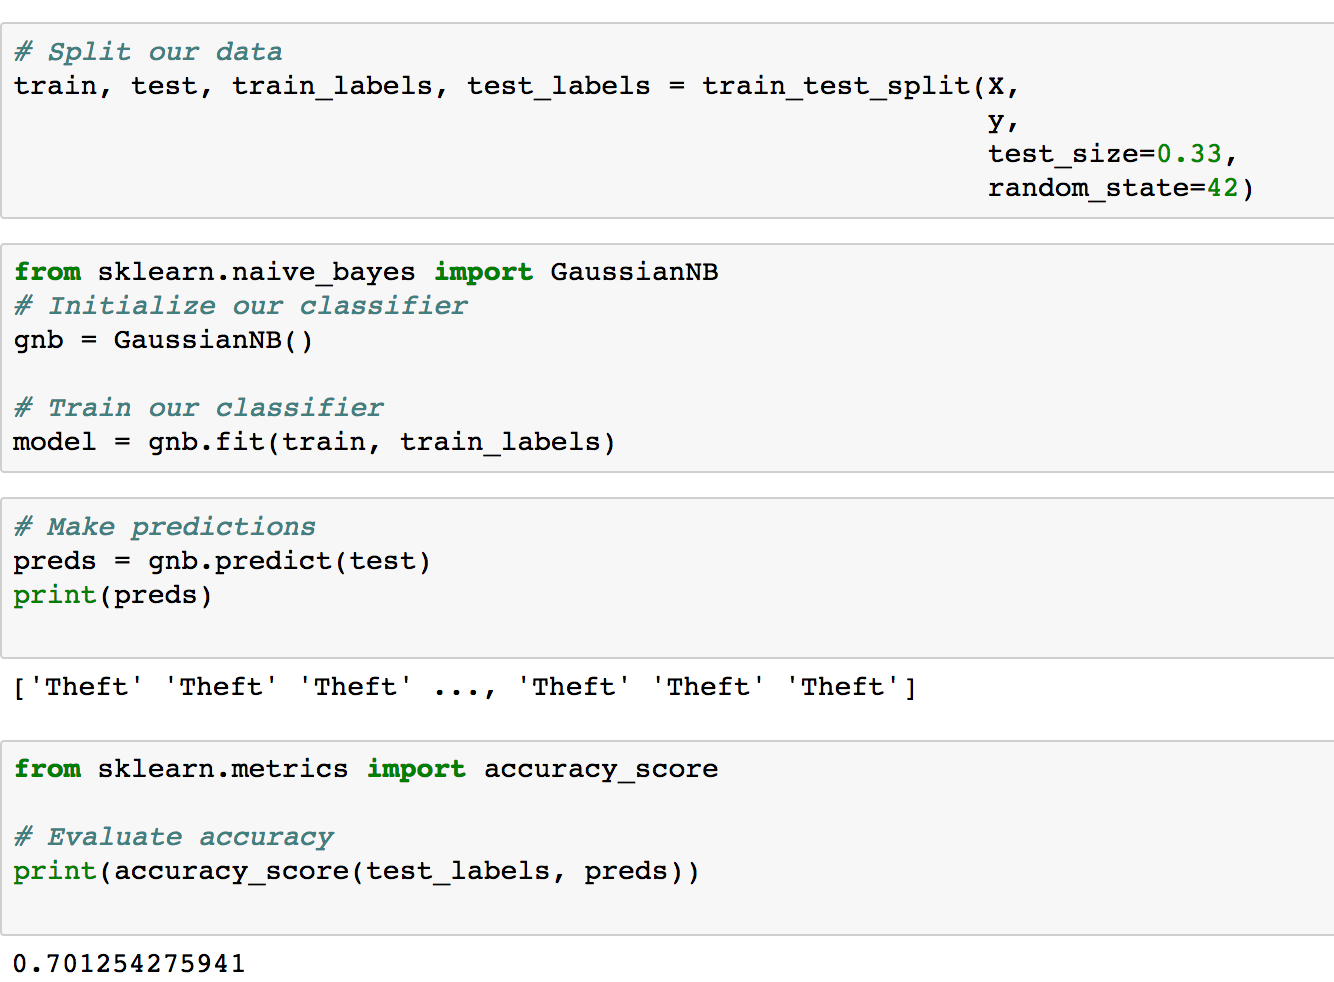 # Split our data
train, test, train_labels, test_labels = train_test_split(X,
y,
test_size=0.33,
random_state=42)
from sklearn.naive_bayes import GaussianNB
# Initialize our classifier
gnb = GaussianNB()
# Train our classifier
model = gnb.fit(train, train_labels)
# Make predictions
preds = gnb.predict(test)
print(preds)
['Theft' 'Theft' 'Theft' ..., 'Theft' 'Theft' 'Theft']
from sklearn.metrics import accuracy_score
# Evaluate accuracy
print(accuracy_score(test_labels, preds))
0.701254275941